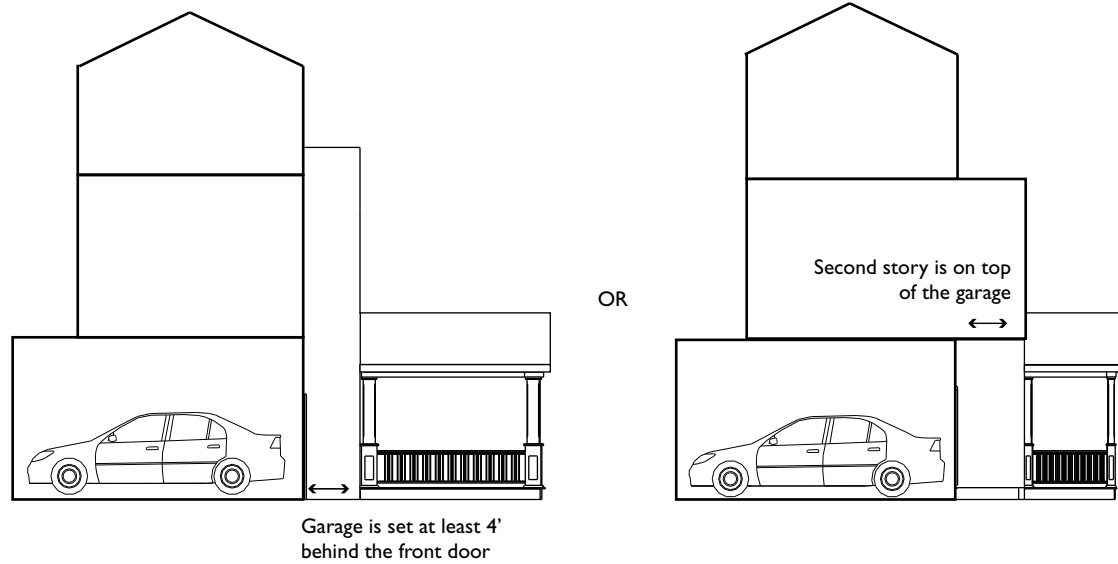 Second story is on top
of the garage
OR
Garage is set at least 4’
behind the front door